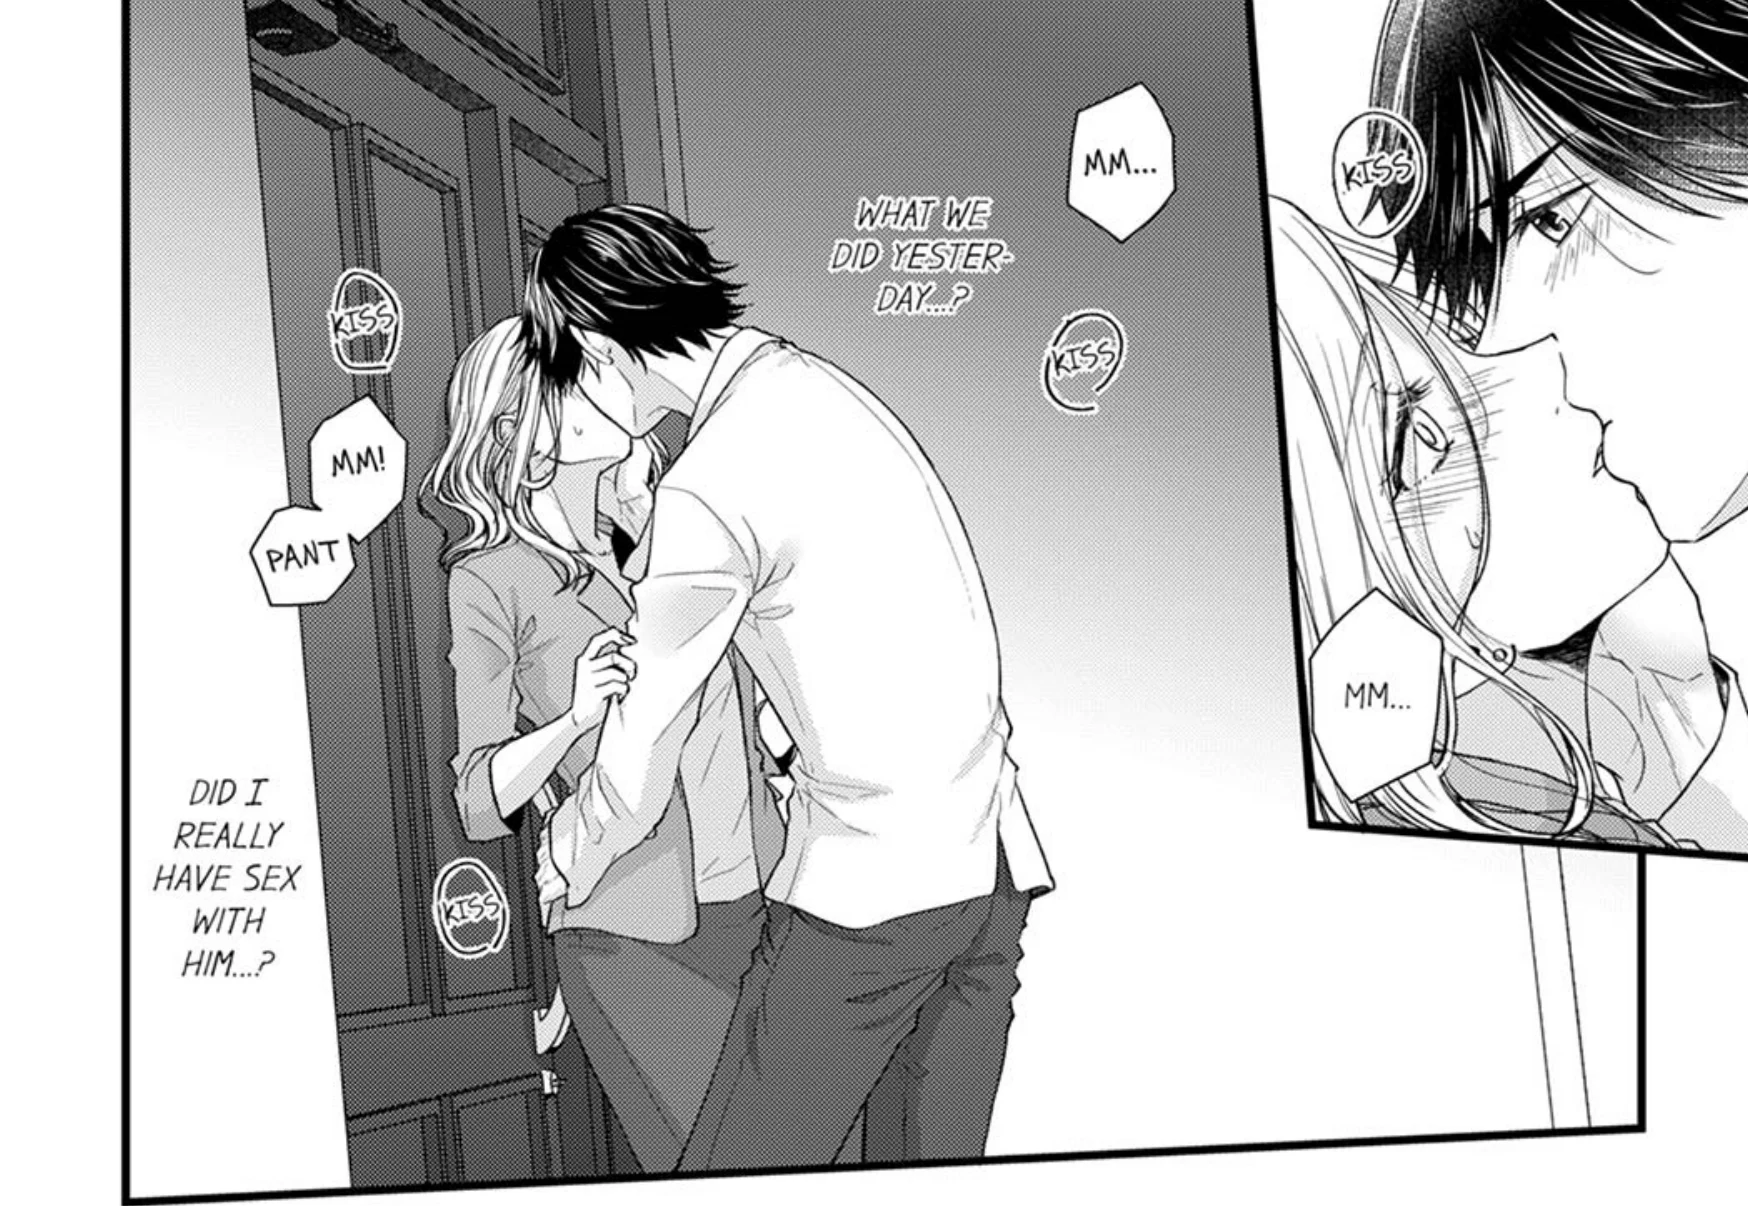 KISS
MM...
MM...
WHAT WE
DID YESTER-
DAY...?
KISS
KISS
MM!
PANT
DID I
REALLY
HAVE SEX
WITH
HIM...?
KISS